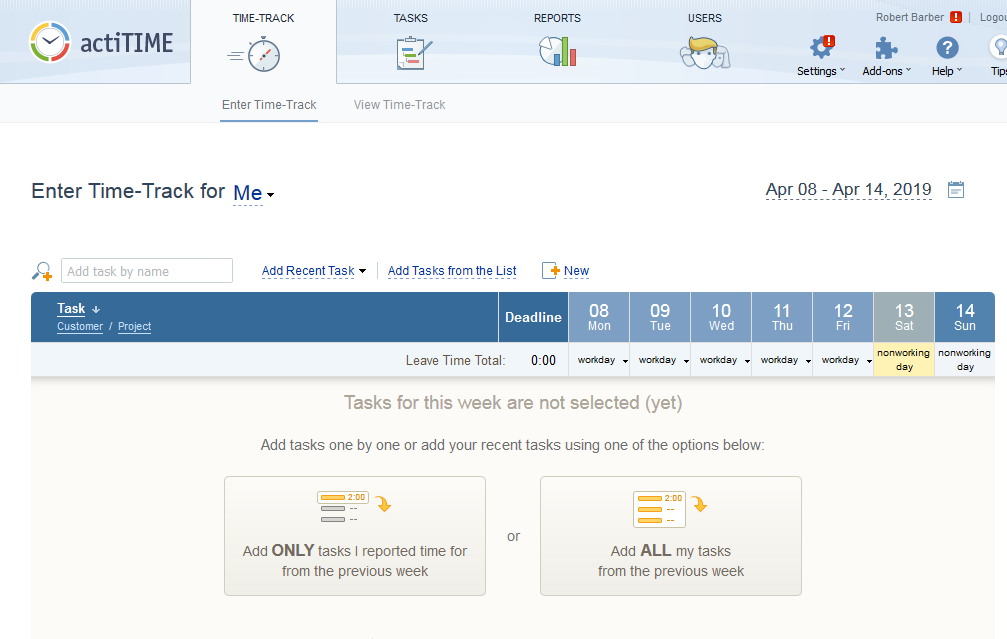 actiTIME
TIME-TRACK
TASKS
REPORTS
USERS
Robert Barber ! | Logou
Settings
Add-ons
Help
Tips
Enter Time-Track
View Time-Track
Enter Time-Track for Me
Apr 08 - Apr 14, 2019
Add task by name
Add Recent Task
Add Tasks from the List
New
Task
Customer / Project
Deadline
08 Mon
09 Tue
10 Wed
11 Thu
12 Fri
13 Sat
14 Sun
Leave Time Total: 0:00
workday
workday
workday
workday
workday
nonworking
day
nonworking
day
Tasks for this week are not selected (yet)
Add tasks one by one or add your recent tasks using one of the options below:
2:00
--
--
Add ONLY tasks I reported time for
from the previous week
or
2:00
--
--
Add ALL my tasks
from the previous week